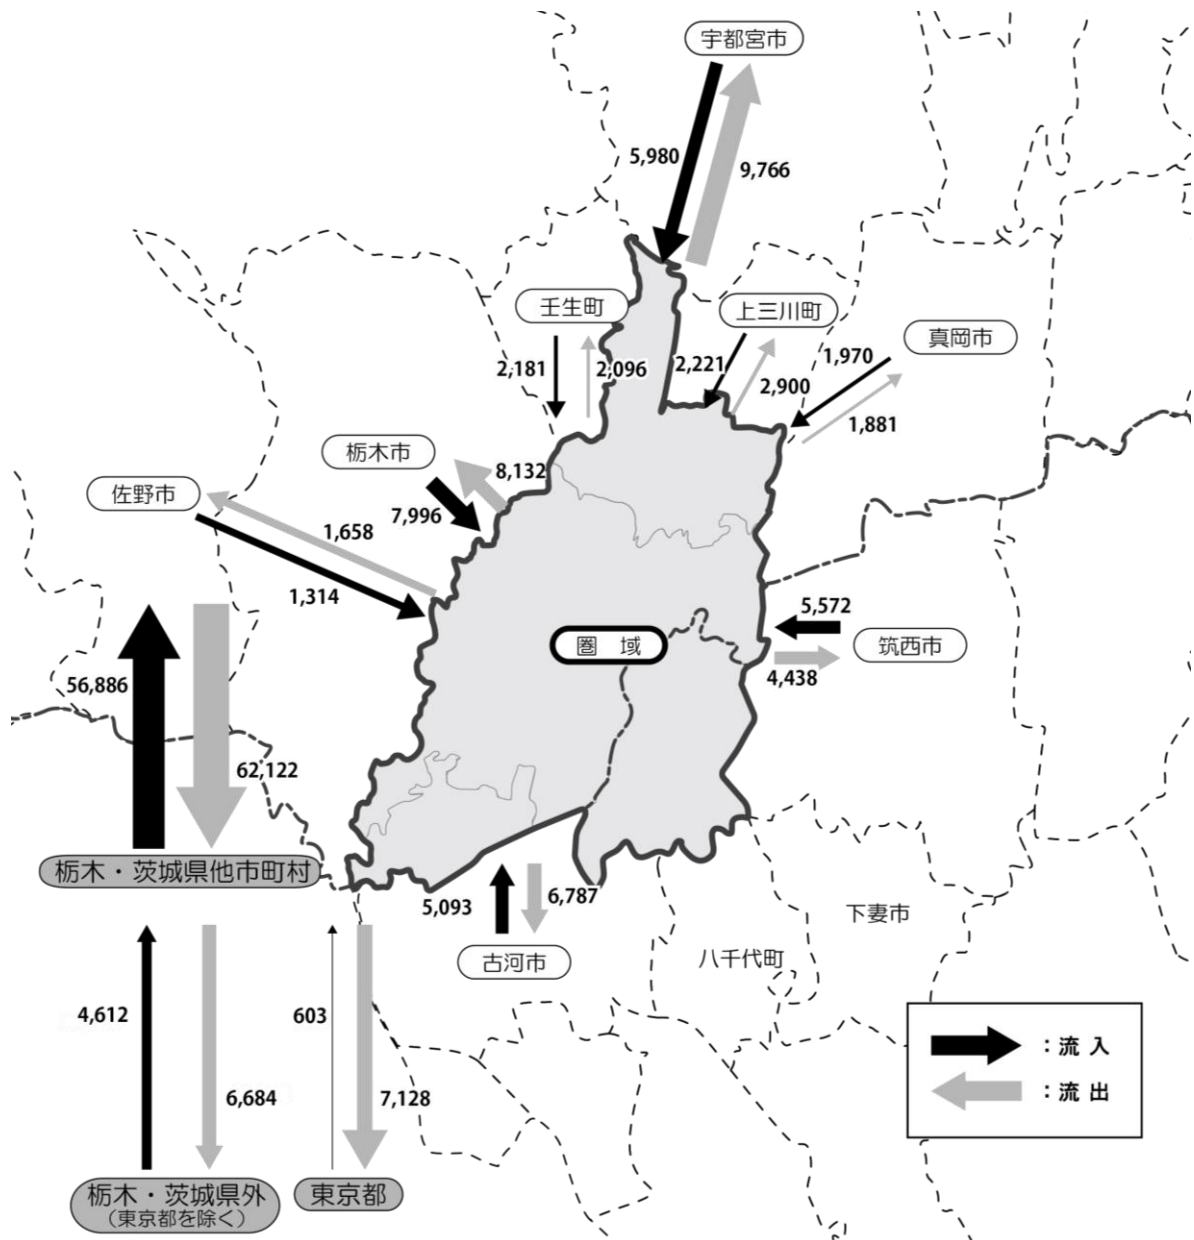 宇都宮市
5,980
9,766
壬生町
上三川町
真岡市
2,181
2,096
2,221
2,900
1,970
1,881
栃木市
8,132
7,996
佐野市
1,658
1,314
圏 域
5,572
筑西市
4,438
56,886
62,122
栃木・茨城県他市町村
5,093
6,787
古河市
下妻市
八千代町
4,612
6,684
603
7,128
栃木・茨城県外
(東京都を除く)
東京都
:流 入
:流 出